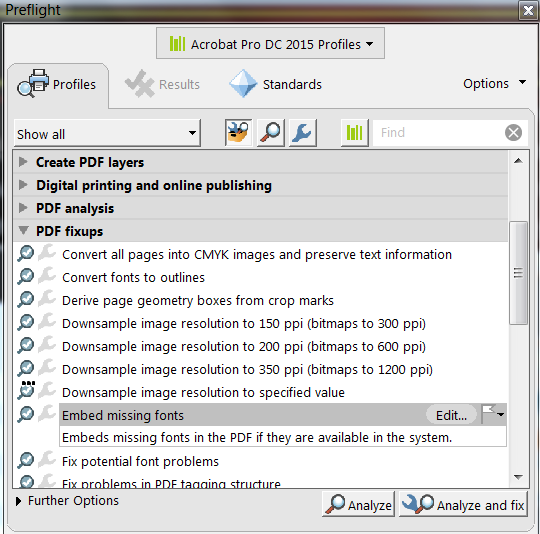 Preflight
Acrobat Pro DC 2015 Profiles
Profiles
Results
Standards
Options
Show all
Find
Create PDF layers
Digital printing and online publishing
PDF analysis
PDF fixups
Convert all pages into CMYK images and preserve text information
Convert fonts to outlines
Derive page geometry boxes from crop marks
Downsample image resolution to 150 ppi (bitmaps to 300 ppi)
Downsample image resolution to 200 ppi (bitmaps to 600 ppi)
Downsample image resolution to 350 ppi (bitmaps to 1200 ppi)
Downsample image resolution to specified value
Embed missing fonts Edit...
Embeds missing fonts in the PDF if they are available in the system.
Fix potential font problems
Fix problems in PDF tagging structure
Further Options
Analyze
Analyze and fix